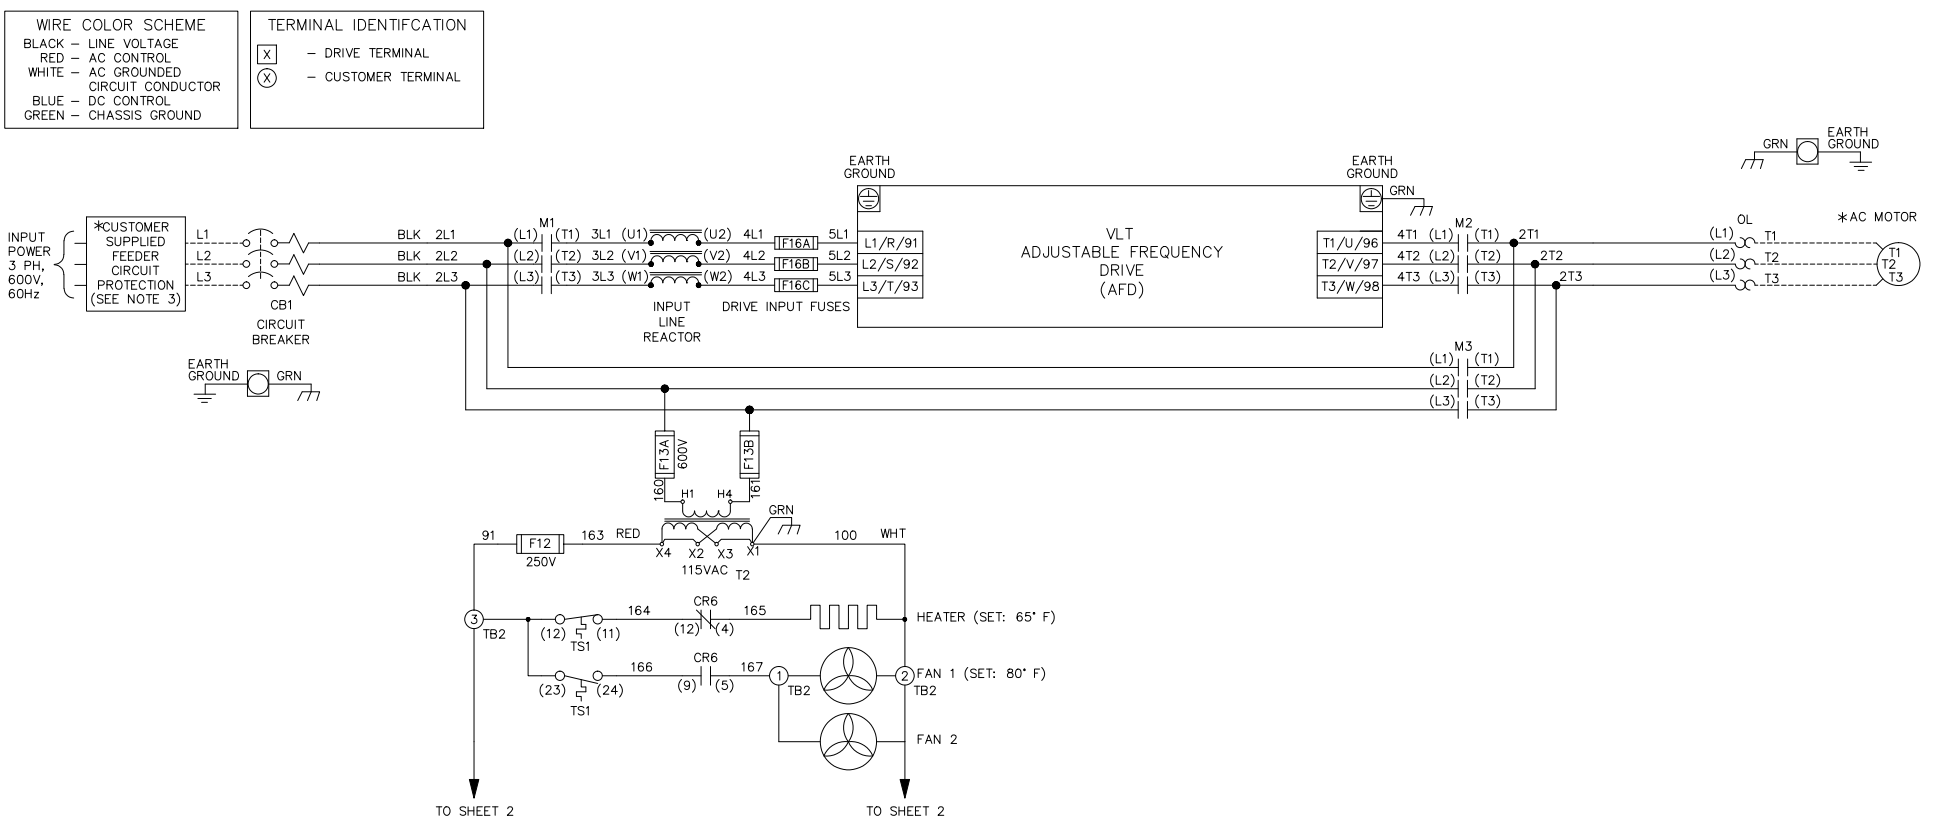 WIRE COLOR SCHEME
BLACK – LINE VOLTAGE
RED – AC CONTROL
WHITE – AC GROUNDED
CIRCUIT CONDUCTOR
BLUE – DC CONTROL
GREEN – CHASSIS GROUND
TERMINAL IDENTIFCATION
X – DRIVE TERMINAL
X – CUSTOMER TERMINAL
INPUT
POWER
3 PH,
600V,
60Hz
*CUSTOMER
SUPPLIED
FEEDER
CIRCUIT
PROTECTION
(SEE NOTE 3)
L1
L2
L3
CB1
CIRCUIT
BREAKER
EARTH
GROUND
GRN
BLK 2L1
BLK 2L2
BLK 2L3
M1
(L1) (T1) 3L1 (U1) (U2) 4L1 F16A 5L1
(L2) (T2) 3L2 (V1) (V2) 4L2 F16B 5L2
(L3) (T3) 3L3 (W1) (W2) 4L3 F16C 5L3
INPUT
LINE
REACTOR
DRIVE INPUT FUSES
EARTH
GROUND
L1/R/91
L2/S/92
L3/T/93
VLT
ADJUSTABLE FREQUENCY
DRIVE
(AFD)
EARTH
GROUND
GRN
T1/U/96
T2/V/97
T3/W/98
M2
4T1 (L1) (T1) 2T1
4T2 (L2) (T2) 2T2
4T3 (L3) (T3) 2T3
GRN
EARTH
GROUND
OL
(L1) T1
(L2) T2
(L3) T3
*AC MOTOR
T1
T2
T3
M3
(L1) (T1)
(L2) (T2)
(L3) (T3)
F13A
600V
F13B
160
161
H1 H4
GRN
91 F12 163 RED
250V
X4 X2 X3 X1
115VAC T2
100 WHT
3
TB2
(12) (11)
TS1
164
CR6
(12) (4)
165
HEATER (SET: 65° F)
(23) (24)
TS1
166
CR6
(9) (5)
167
1
TB2
2
TB2
FAN 1 (SET: 80° F)
FAN 2
TO SHEET 2
TO SHEET 2